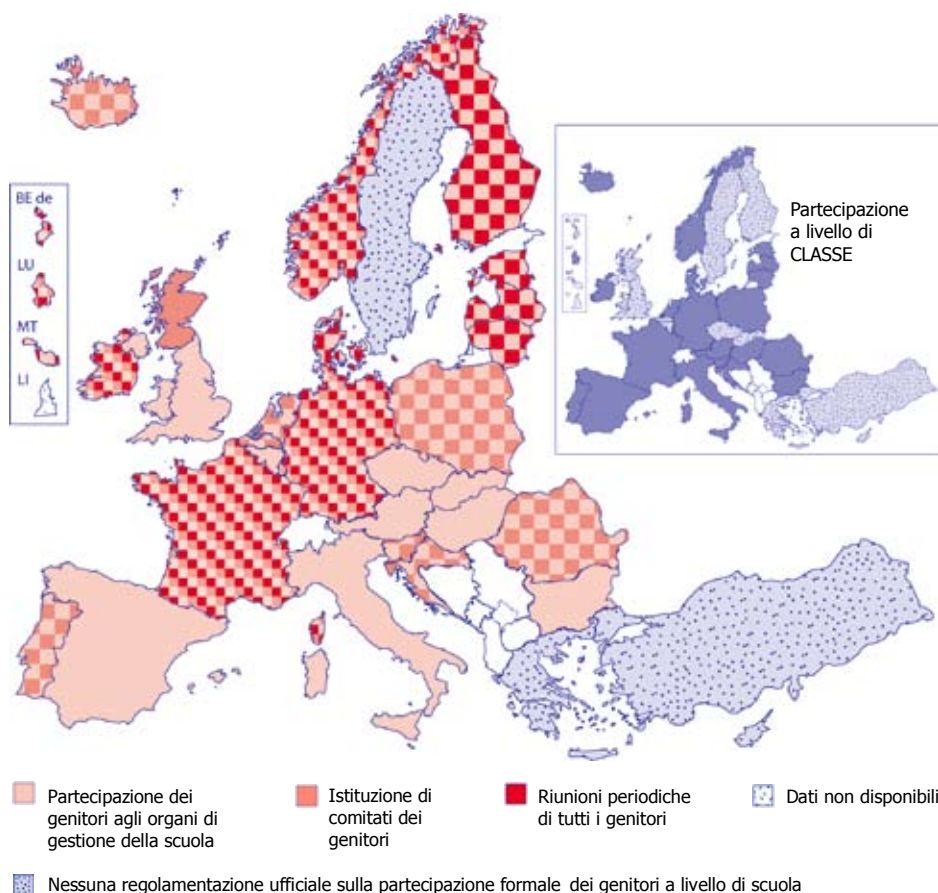 BE de
LU
MT
LI
Partecipazione
a livello di
CLASSE
Partecipazione dei
genitori agli organi di
gestione della scuola
Istituzione di
comitati dei
genitori
Riunioni periodiche
di tutti i genitori
Dati non disponibili
Nessuna regolamentazione ufficiale sulla partecipazione formale dei genitori a livello di scuola